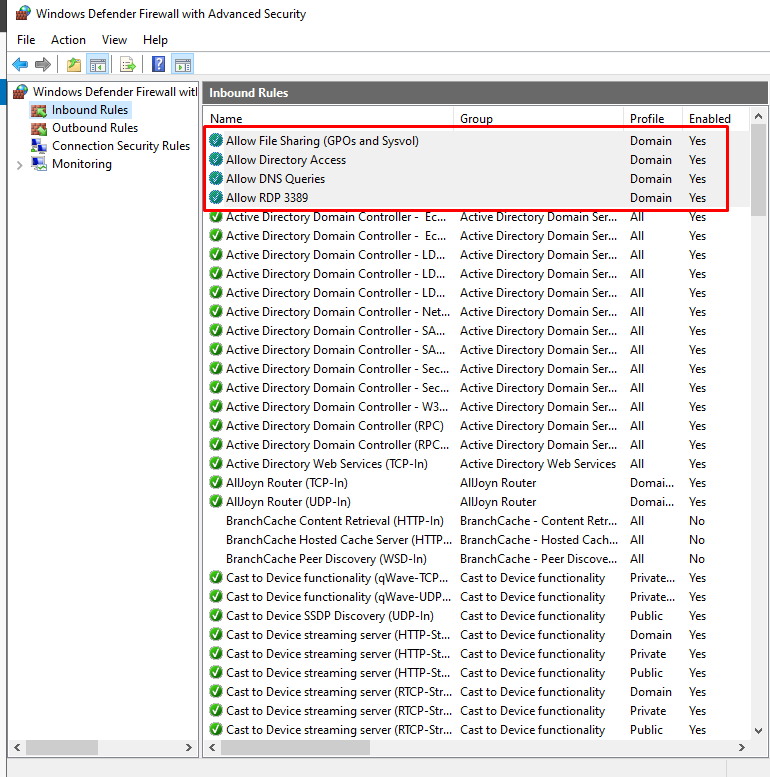 Windows Defender Firewall with Advanced Security
File Action View Help
Windows Defender Firewall wit
Inbound Rules
Outbound Rules
Connection Security Rules
Monitoring
Inbound Rules
Name Group Profile Enabled
Allow File Sharing (GPOs and Sysvol) Domain Yes
Allow Directory Access Domain Yes
Allow DNS Queries Domain Yes
Allow RDP 3389 Domain Yes
Active Directory Domain Controller - Ec... Active Directory Domain Ser... All Yes
Active Directory Domain Controller - Ec... Active Directory Domain Ser... All Yes
Active Directory Domain Controller - LD... Active Directory Domain Ser... All Yes
Active Directory Domain Controller - LD... Active Directory Domain Ser... All Yes
Active Directory Domain Controller - LD... Active Directory Domain Ser... All Yes
Active Directory Domain Controller - Net... Active Directory Domain Ser... All Yes
Active Directory Domain Controller - SA... Active Directory Domain Ser... All Yes
Active Directory Domain Controller - SA... Active Directory Domain Ser... All Yes
Active Directory Domain Controller - Sec... Active Directory Domain Ser... All Yes
Active Directory Domain Controller - Sec... Active Directory Domain Ser... All Yes
Active Directory Domain Controller - W3... Active Directory Domain Ser... All Yes
Active Directory Domain Controller (RPC) Active Directory Domain Ser... All Yes
Active Directory Domain Controller (RPC... Active Directory Domain Ser... All Yes
Active Directory Web Services (TCP-In) Active Directory Web Services All Yes
AllJoyn Router (TCP-In) AllJoyn Router Domai... Yes
AllJoyn Router (UDP-In) AllJoyn Router Domai... Yes
BranchCache Content Retrieval (HTTP-In) BranchCache - Content Retr... All No
BranchCache Hosted Cache Server (HTTP... BranchCache - Hosted Cach... All No
BranchCache Peer Discovery (WSD-In) BranchCache - Peer Discove... All No
Cast to Device functionality (qWave-TCP... Cast to Device functionality Private... Yes
Cast to Device functionality (qWave-UDP... Cast to Device functionality Private... Yes
Cast to Device SSDP Discovery (UDP-In) Cast to Device functionality Public Yes
Cast to Device streaming server (HTTP-St... Cast to Device functionality Domain Yes
Cast to Device streaming server (HTTP-St... Cast to Device functionality Private Yes
Cast to Device streaming server (HTTP-St... Cast to Device functionality Public Yes
Cast to Device streaming server (RTCP-Str... Cast to Device functionality Domain Yes
Cast to Device streaming server (RTCP-Str... Cast to Device functionality Private Yes
Cast to Device streaming server (RTCP-Str... Cast to Device functionality Public Yes